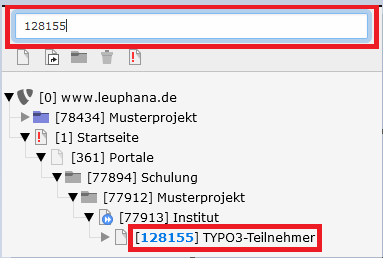 128155
[0] www.leuphana.de
[78434] Musterprojekt
[1] Startseite
[361] Portale
[77894] Schulung
[77912] Musterprojekt
[77913] Institut
[128155] TYPO3-Teilnehmer